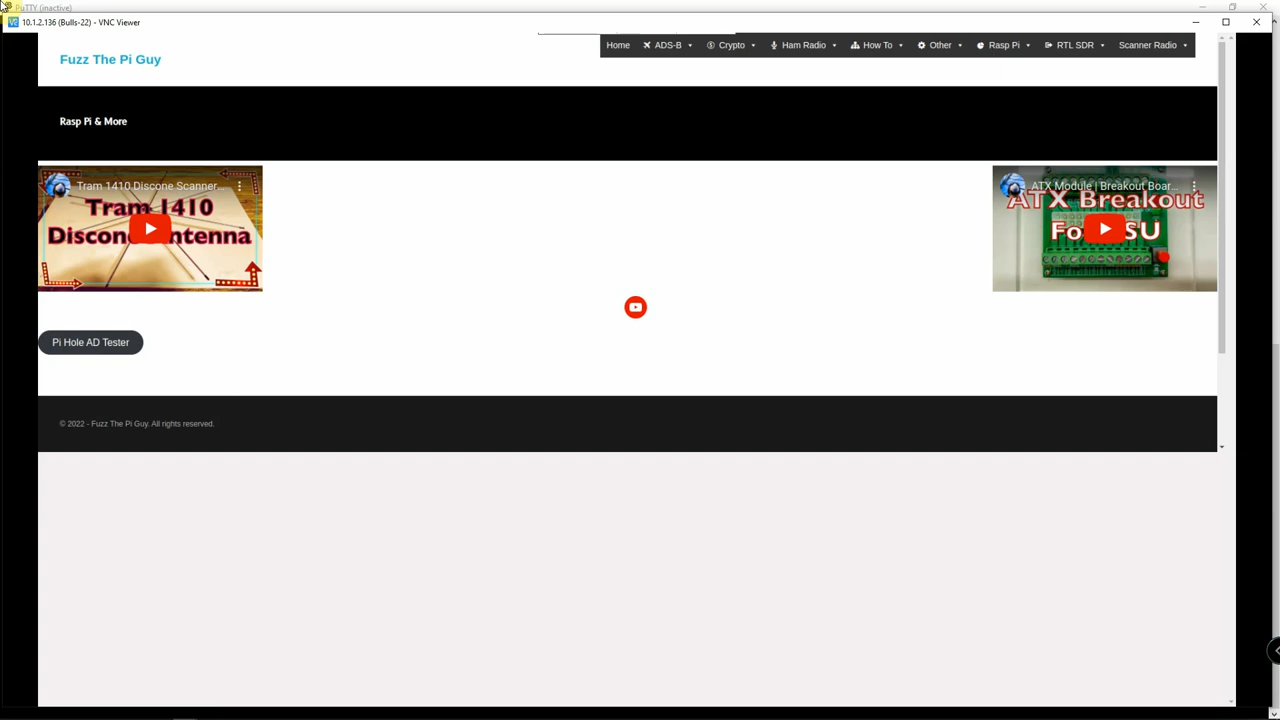 PuTTY (inactive)
10.1.2.136 (Bulls-22) - VNC Viewer
Home ADS-B Crypto Ham Radio How To Other Rasp Pi RTL SDR Scanner Radio
Fuzz The Pi Guy
Rasp Pi & More
Tram 1410 Discone Scanner...
Tram 1410
Discone Antenna
ATX Module | Breakout Boar...
ATX Breakout
Pi Hole AD Tester
© 2022 - Fuzz The Pi Guy. All rights reserved.